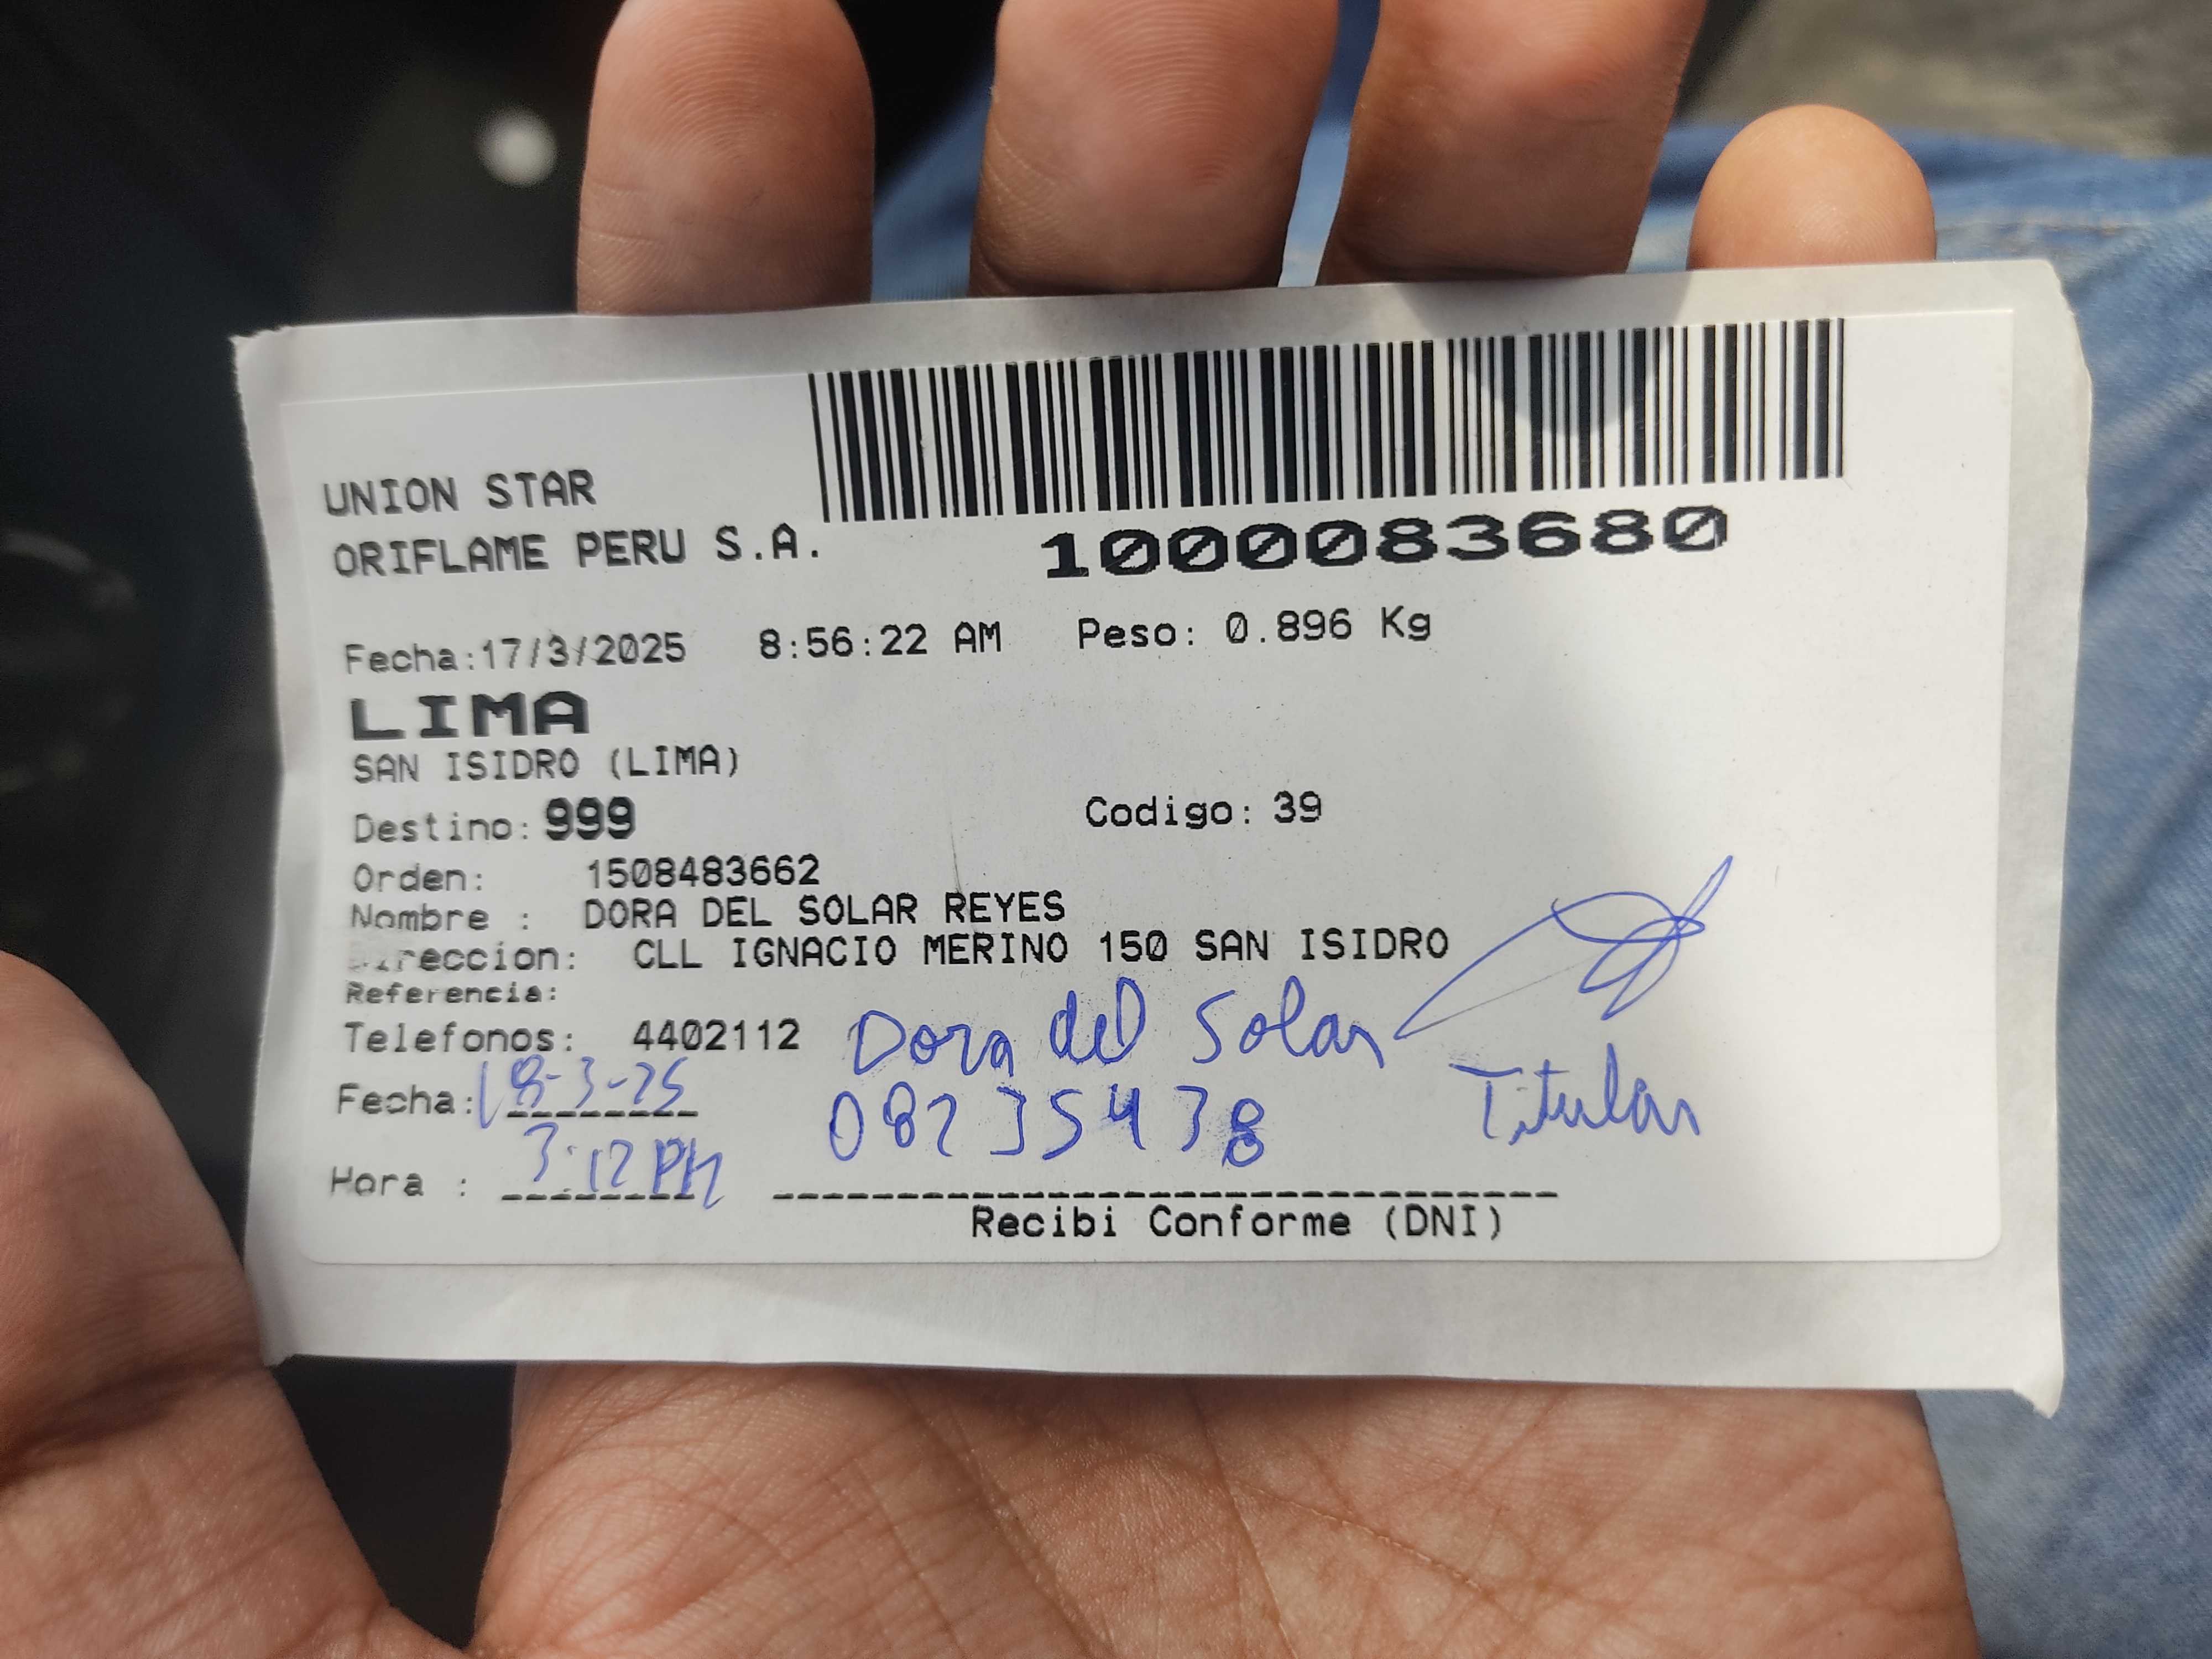 UNION STAR
ORIFLAME PERU S.A.
1000083680
Fecha:17/3/2025 8:56:22 AM Peso: 0.896 Kg
LIMA
SAN ISIDRO (LIMA)
Destino: 999 Codigo: 39
Orden: 1508483662
Nombre : DORA DEL SOLAR REYES
Direccion: CLL IGNACIO MERINO 150 SAN ISIDRO
Referencia:
Telefonos: 4402112 Dora del Solar
Fecha: 18-3-25 08235438 Titular
Hora : 3:12 PM
Recibi Conforme (DNI)